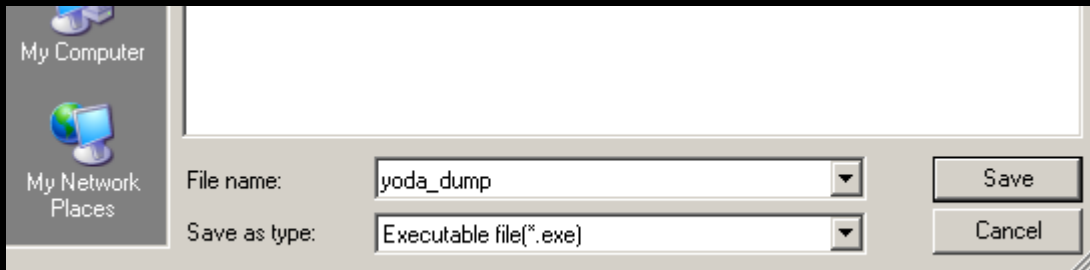 My Computer
My Network
Places
File name:
yoda_dump
Save
Save as type:
Executable file(*.exe)
Cancel